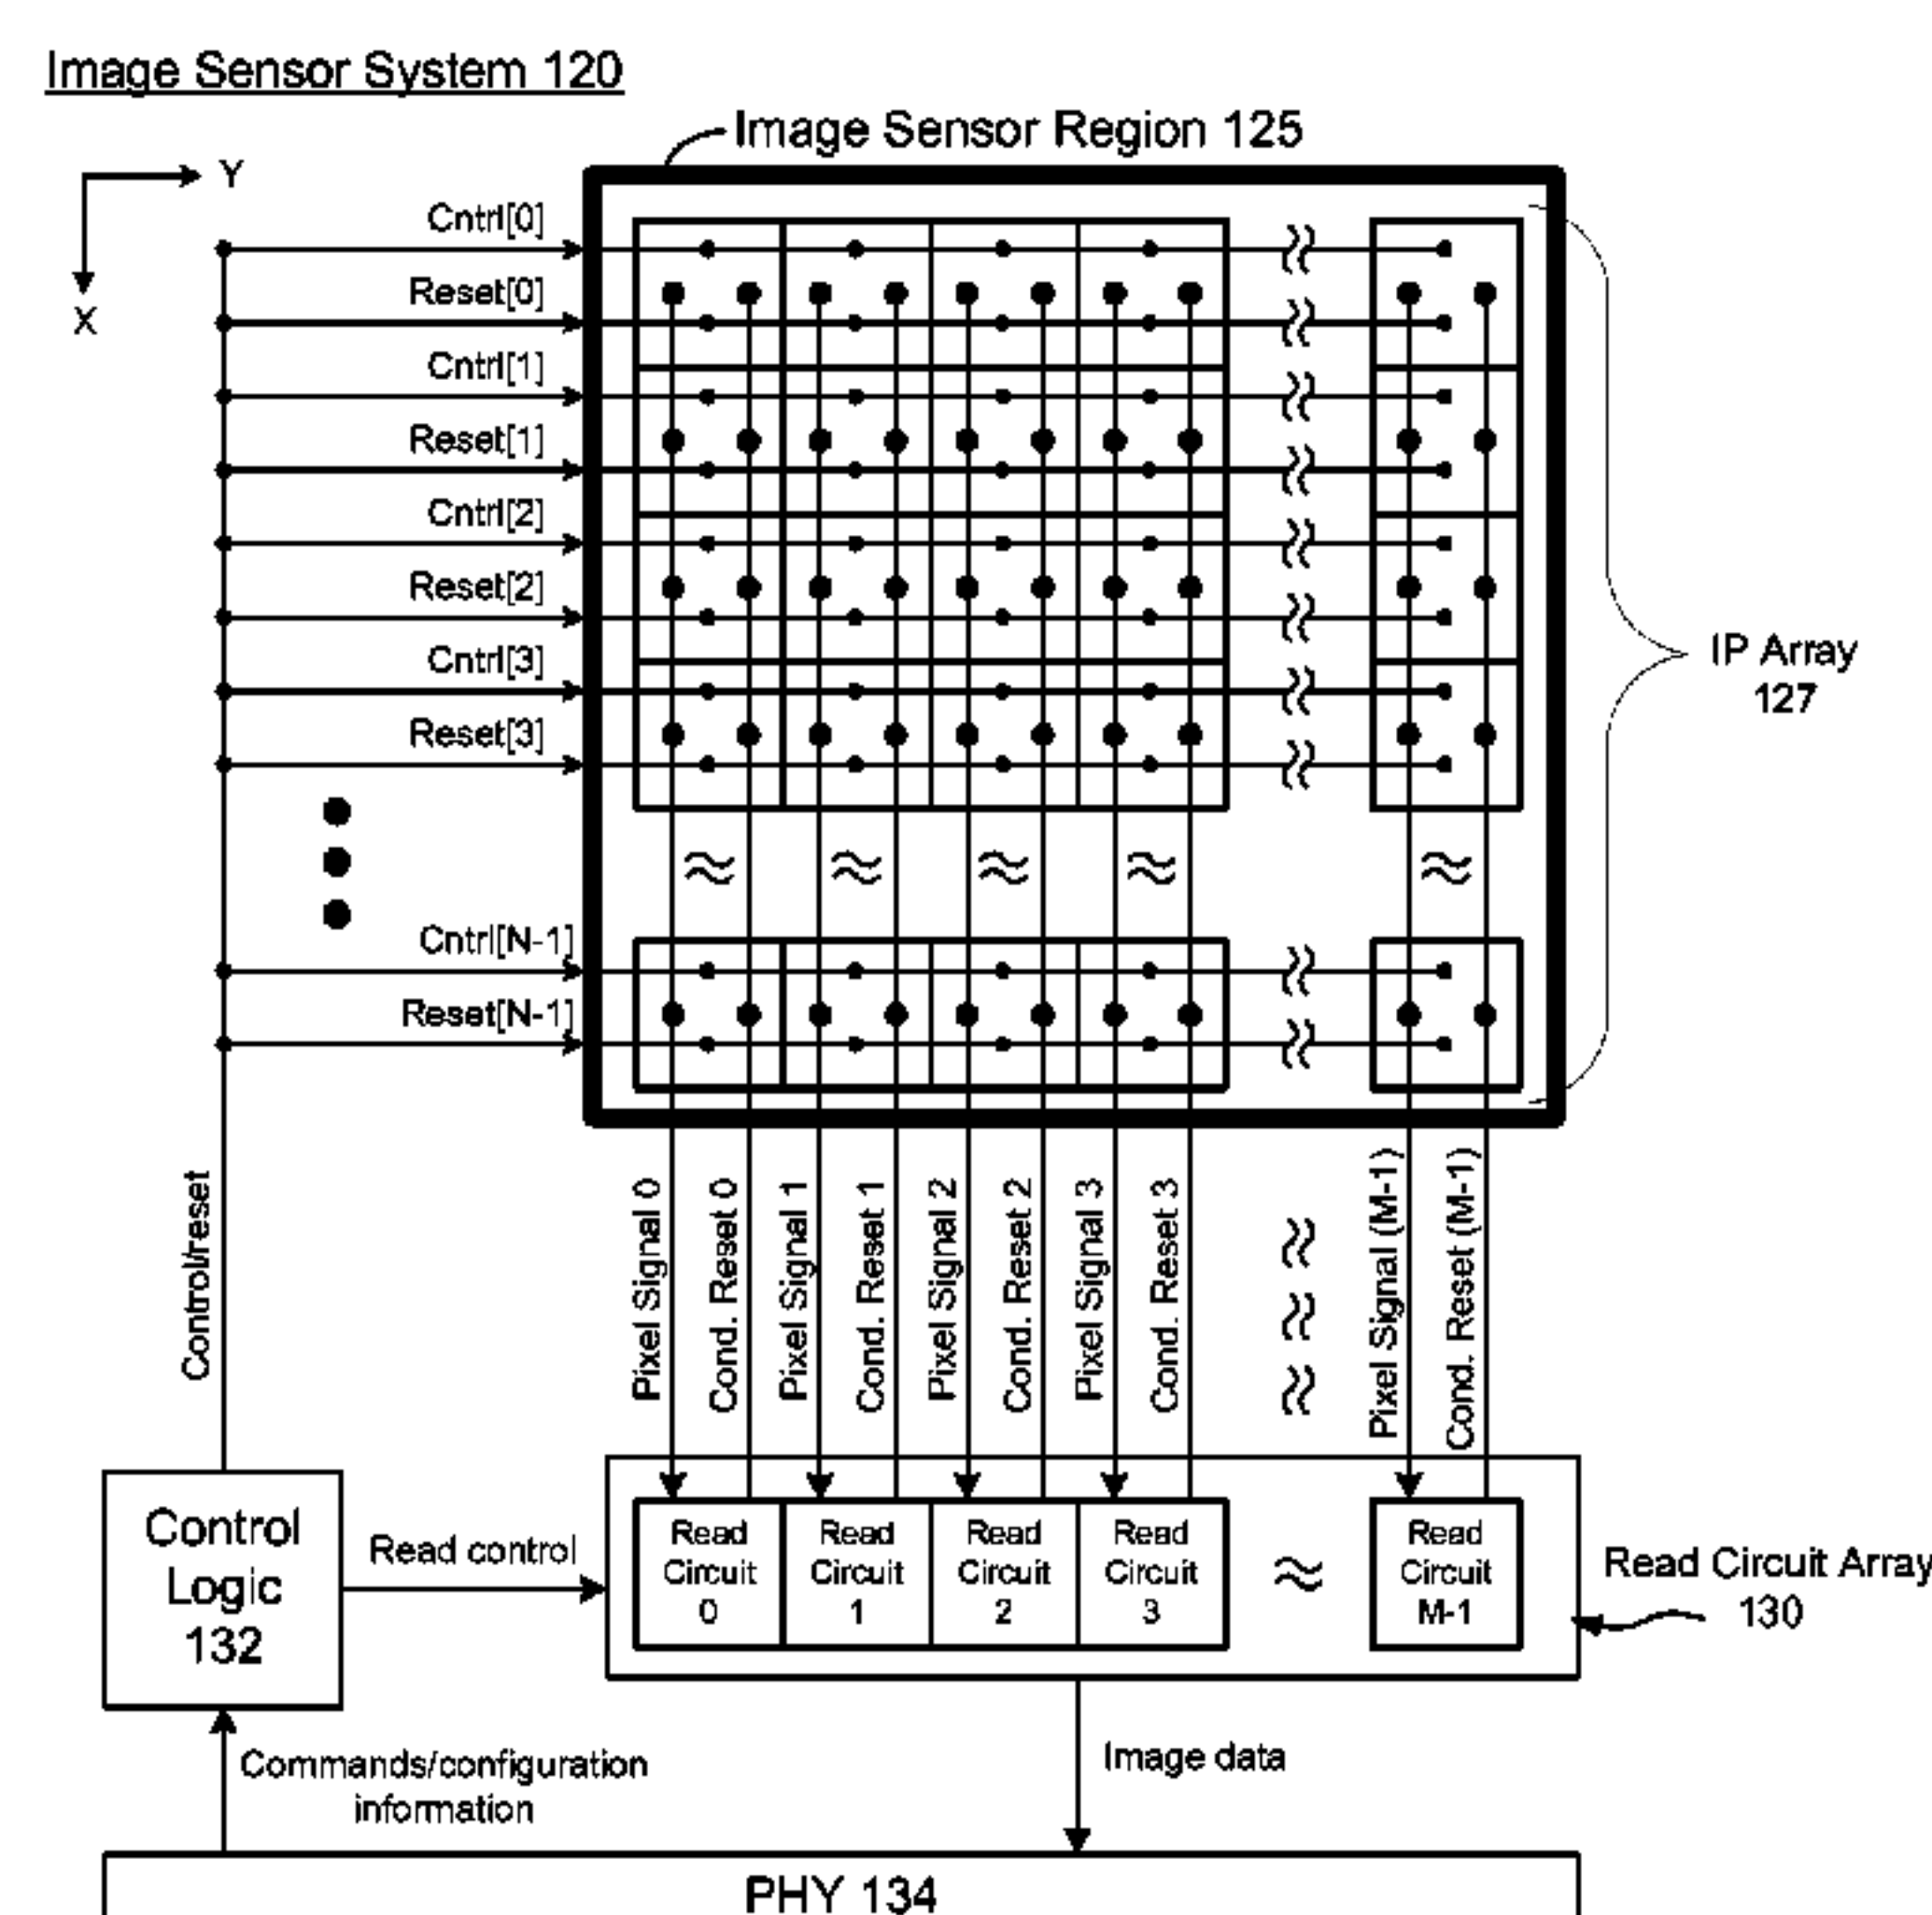 Image Sensor System 120
Image Sensor Region 125
Y
X
Cntrl[0]
Reset[0]
Cntrl[1]
Reset[1]
Cntrl[2]
Reset[2]
Cntrl[3]
Reset[3]
Cntrl[N-1]
Reset[N-1]
IP Array
127
Control/reset
Pixel Signal 0
Cond. Reset 0
Pixel Signal 1
Cond. Reset 1
Pixel Signal 2
Cond. Reset 2
Pixel Signal 3
Cond. Reset 3
Pixel Signal (M-1)
Cond. Reset (M-1)
Control
Logic
132
Read control
Read
Circuit
0
Read
Circuit
1
Read
Circuit
2
Read
Circuit
3
Read
Circuit
M-1
Read Circuit Array
130
Commands/configuration
information
Image data
PHY 134